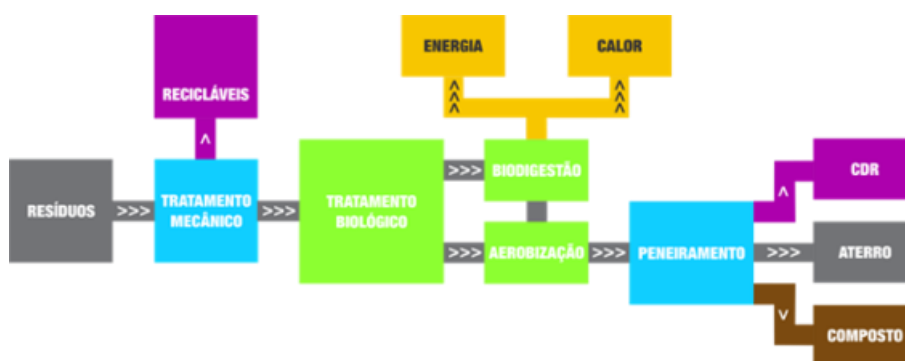 ENERGIA
CALOR
RECICLÁVEIS
RESÍDUOS
>>>
TRATAMENTO
MECÂNICO
>>>
TRATAMENTO
BIOLÓGICO
>>>
BIODIGESTÃO
>>>
AEROBIZAÇÃO
>>>
PENEIRAMENTO
CDR
>>>
ATERRO
COMPOSTO